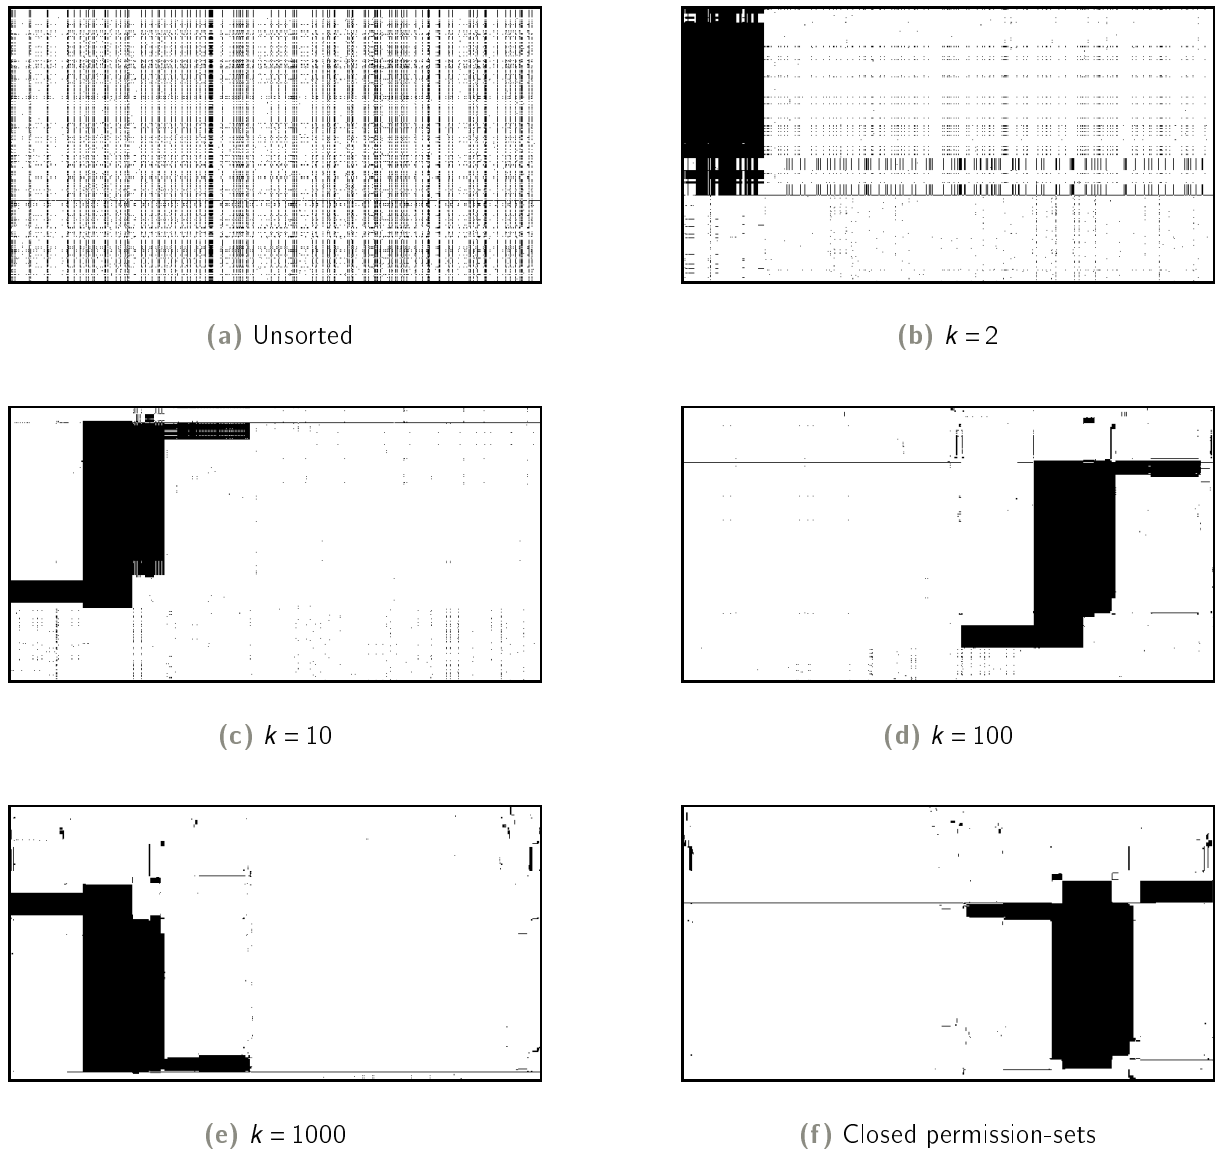 (a) Unsorted
(b) k = 2
(c) k = 10
(d) k = 100
(e) k = 1000
(f) Closed permission-sets